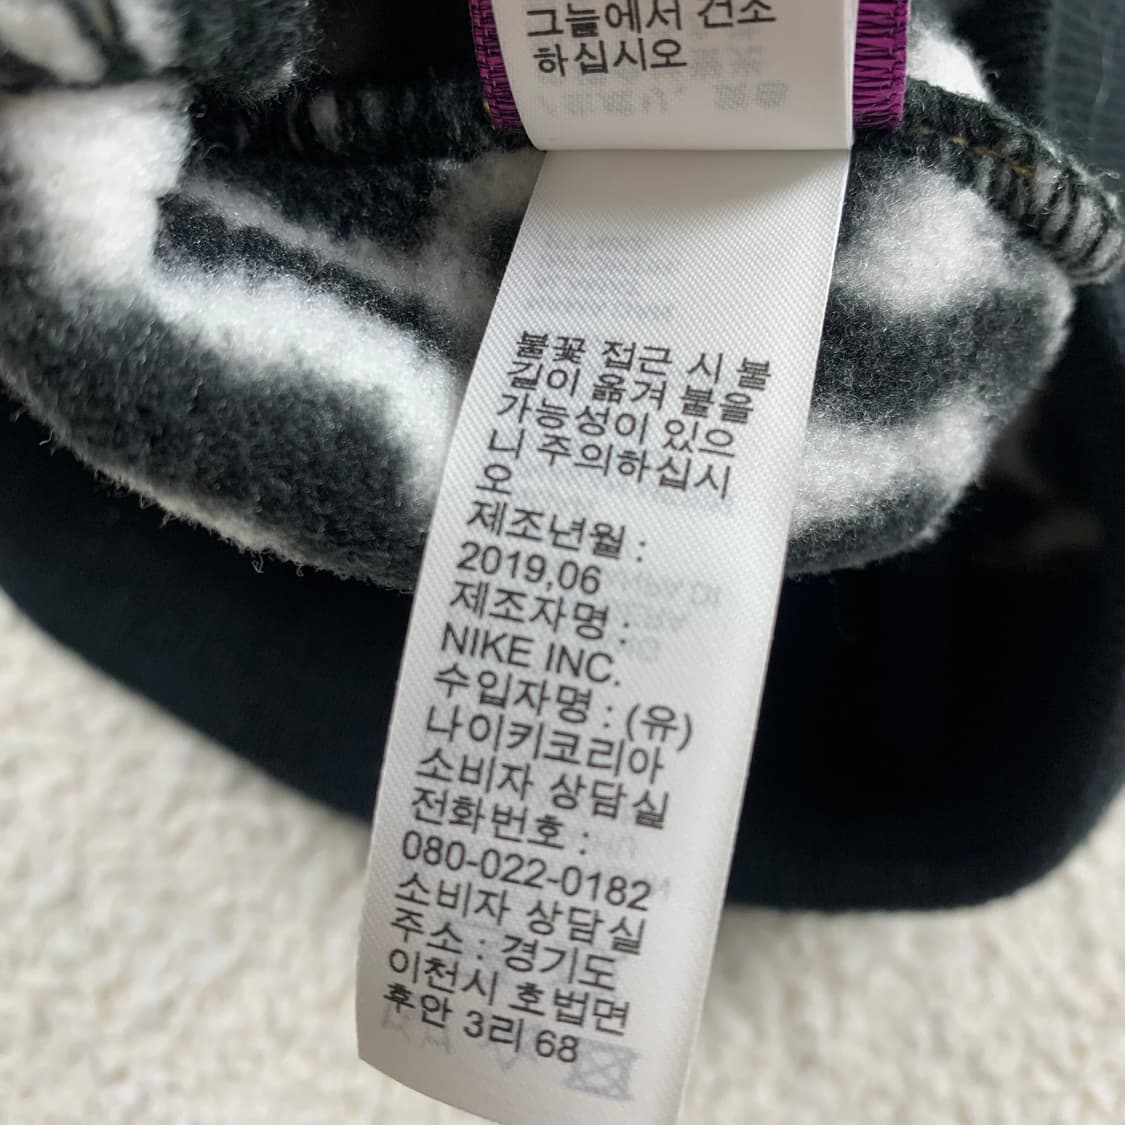 그늘에서 건조
하십시오
불꽃 접근 시 불
길이 옮겨 붙을
가능성이 있으
니 주의하십시
오
제조년월 :
2019,06
제조자명 :
NIKE INC.
수입자명 : (유)
나이키코리아
소비자 상담실
전화번호 :
080-022-0182
소비자 상담실
주소 : 경기도
이천시 호법면
후안 3리 68